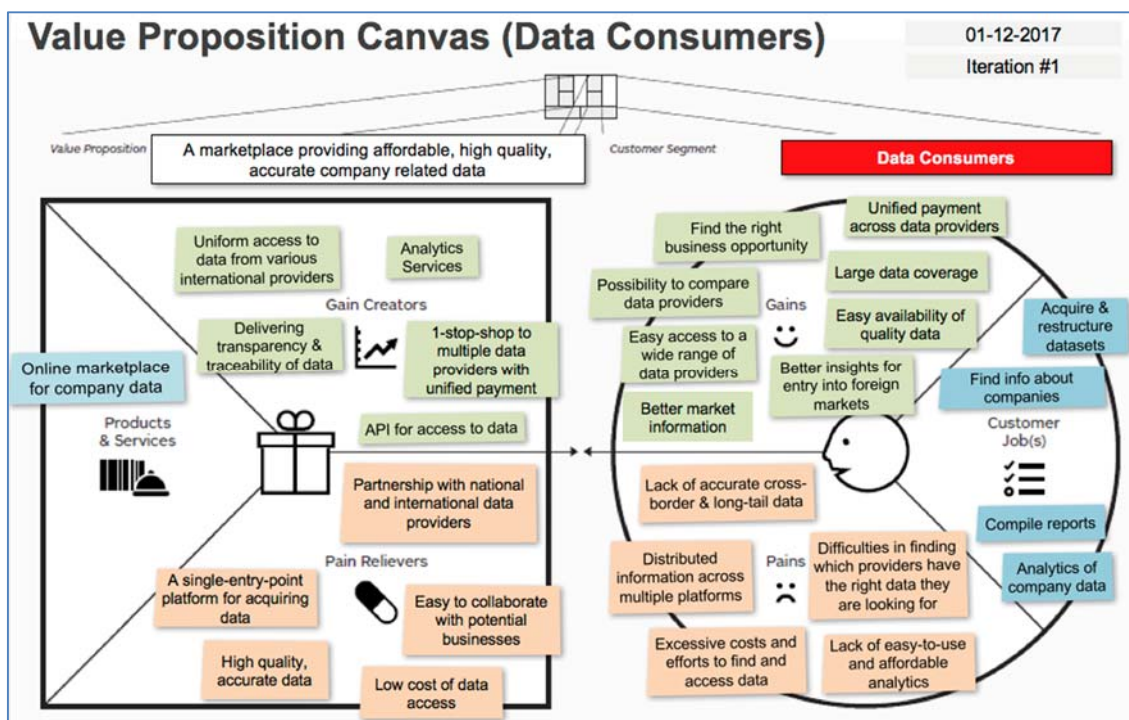 Value Proposition Canvas (Data Consumers)
01-12-2017
Iteration #1
Value Proposition
A marketplace providing affordable, high quality,
accurate company related data
Customer Segment
Data Consumers
Uniform access to
data from various
international providers
Analytics
Services
Gain Creators
Delivering
transparency &
traceability of data
1-stop-shop to
multiple data
providers with
unified payment
Online marketplace
for company data
Products
& Services
API for access to data
Partnership with national
and international data
providers
Pain Relievers
A single-entry-point
platform for acquiring
data
Easy to collaborate
with potential
businesses
High quality,
accurate data
Low cost of data
access
Find the right
business opportunity
Unified payment
across data providers
Possibility to compare
data providers
Gains
Large data coverage
Easy access to a
wide range of
data providers
Easy availability of
quality data
Better market
information
Better insights for
entry into foreign
markets
Acquire &
restructure
datasets
Find info about
companies
Customer
Job(s)
Compile reports
Analytics of
company data
Lack of accurate cross-
border & long-tail data
Distributed
information across
multiple platforms
Pains
Difficulties in finding
which providers have
the right data they
are looking for
Excessive costs and
efforts to find and
access data
Lack of easy-to-use
and affordable
analytics